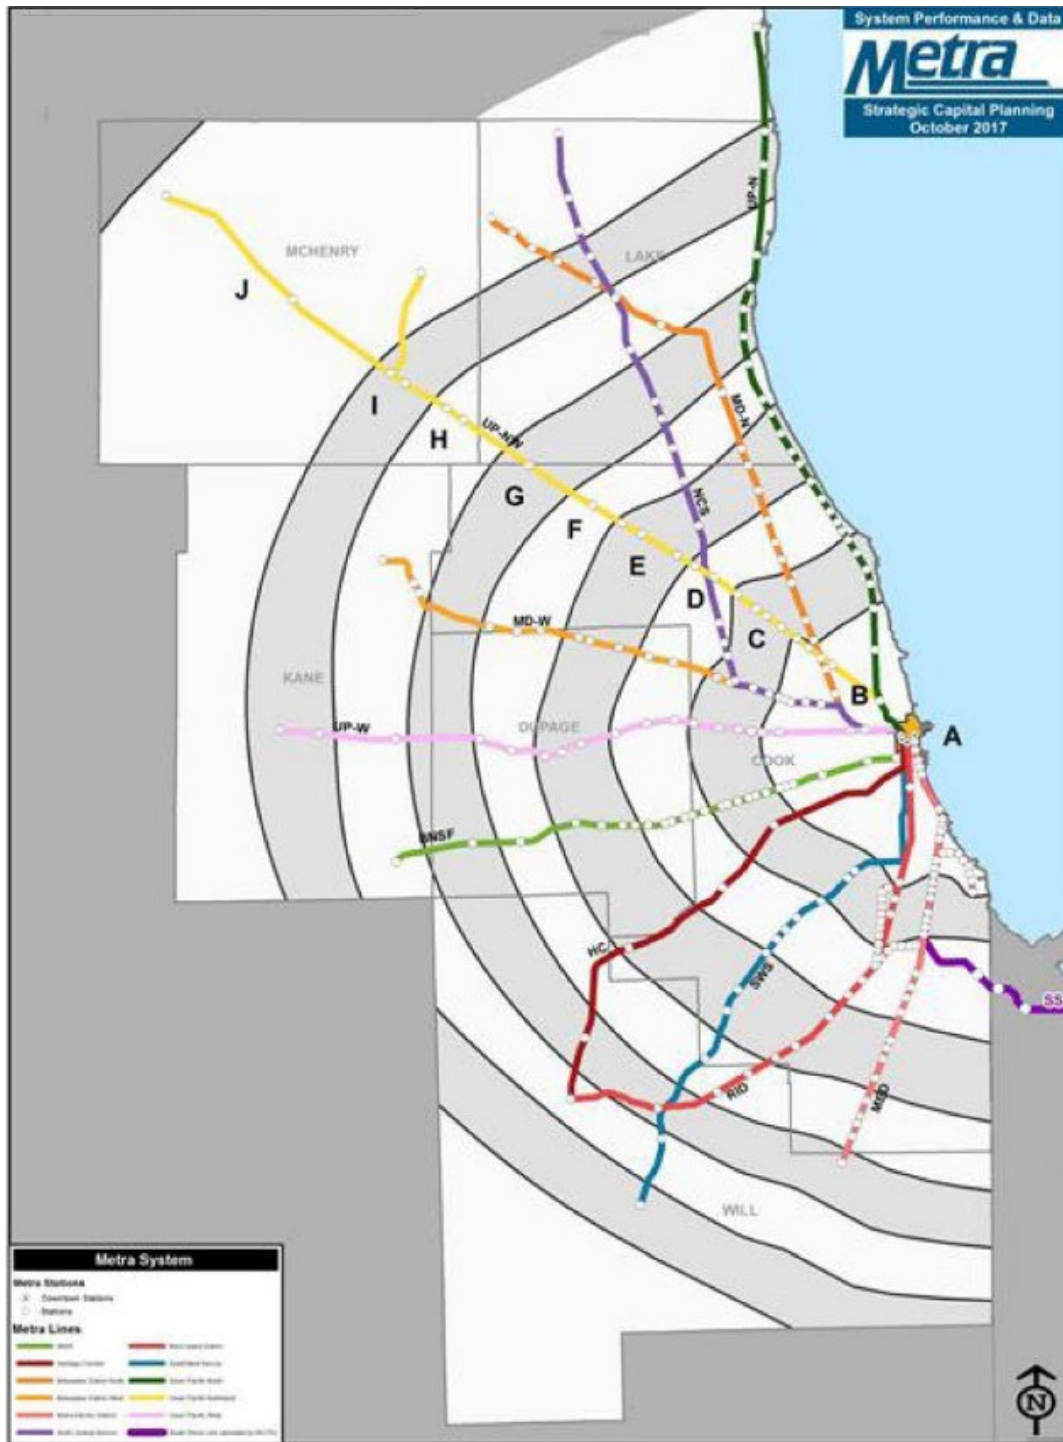 System Performance & Data
Metra
Strategic Capital Planning
October 2017
UP-N
MCHENRY
LAKE
J
I
H
UP-NW
MD-N
G
F
NCS
E
D
MD-W
C
KANE
B
UP-W
DUPAGE
A
COOK
BNSF
HC
SWS
SS
RID
MED
WILL
Metra System
Metra Stations
Downtown Stations
Stations
Metra Lines
N